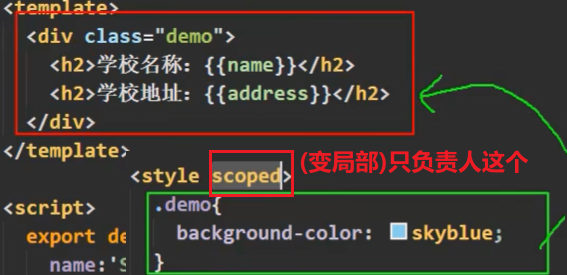 <template>
<div class="demo">
<h2>学校名称：{{name}}</h2>
<h2>学校地址：{{address}}</h2>
</div>
</template>
<style scoped>
(变局部)只负责人这个
<script>
.demo{
export de
background-color: skyblue;
name:'S
}